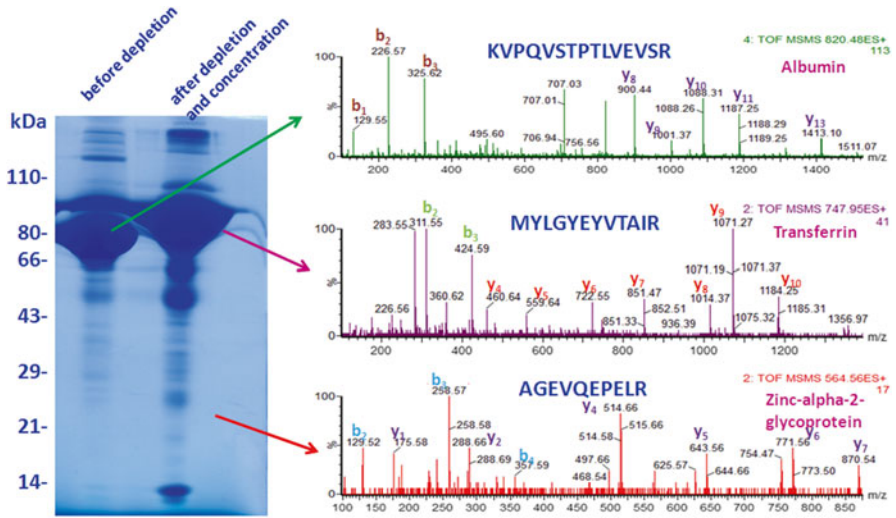 before depletion
after depletion
and concentration
kDa
110-
80-
66-
43-
29-
21-
14-
KVPQVSTPTLVEVSR
4: TOF MSMS 820.48ES+
113
Albumin
100
%
0
b2
226.57
b3
325.62
b1
129.55
495.60
707.03
707.01
706.94
756.56
y8
900.44
y9
1001.37
y10
1088.31
1088.26
y11
1187.25
1188.29
1189.25
y13
1413.10
1511.07
200 400 600 800 1000 1200 1400
m/z
MYLGYEYVTAIR
2: TOF MSMS 747.95ES+
41
Transferrin
100
%
0
283.55
b2
311.55
b3
424.59
226.56
360.62
y4
460.64
y5
559.64
y6
722.55
y7
851.47
852.51
851.33
936.39
y8
1014.37
y9
1071.27
1071.19
1071.37
1075.32
y10
1184.25
1185.31
1356.97
200 400 600 800 1000 1200
m/z
AGEVQEPELR
2: TOF MSMS 564.56ES+
17
Zinc-alpha-2-
glycoprotein
100
%
0
b2
129.52
y1
175.58
b3
258.57
258.58
288.66
y2
288.69
b4
357.59
y4
514.66
514.58
515.66
497.66
468.54
625.57
y5
643.56
644.66
754.47
y6
771.56
773.50
y7
870.54
100 150 200 250 300 350 400 450 500 550 600 650 700 750 800 850
m/z